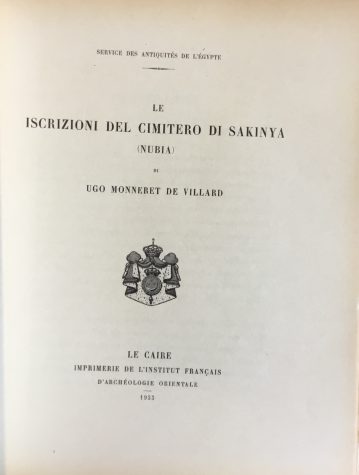 SERVICE DES ANTIQUITÉS DE L'ÉGYPTE
LE
ISCRIZIONI DEL CIMITERO DI SAKINYA
(NUBIA)
DI
UGO MONNERET DE VILLARD
LE CAIRE
IMPRIMERIE DE L'INSTITUT FRANÇAIS
D'ARCHÉOLOGIE ORIENTALE
1933